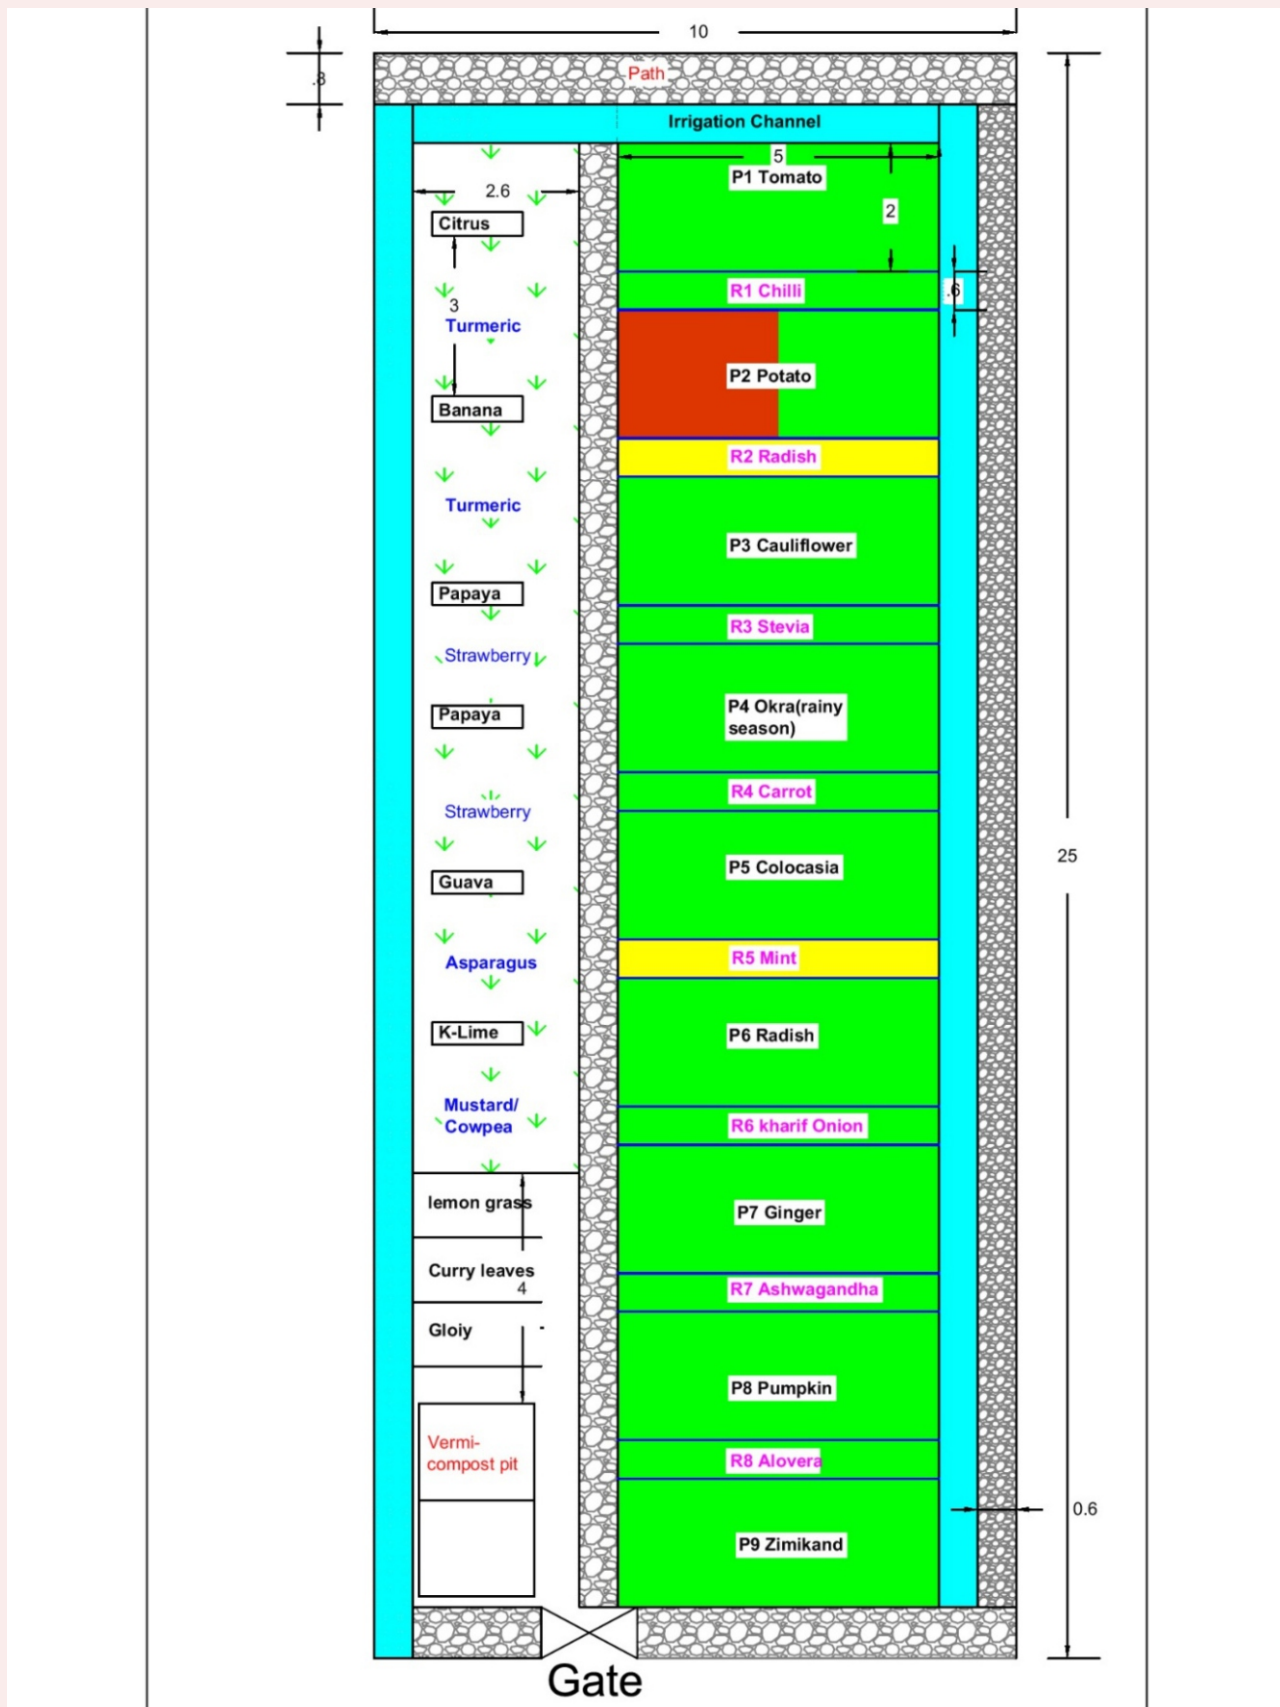 10
.8
Path
Irrigation Channel
5
P1 Tomato
2.6
2
Citrus
R1 Chilli
.6
3
Turmeric
P2 Potato
Banana
R2 Radish
Turmeric
P3 Cauliflower
Papaya
R3 Stevia
Strawberry
Papaya
P4 Okra(rainy
season)
R4 Carrot
Strawberry
25
P5 Colocasia
Guava
R5 Mint
Asparagus
K-Lime
P6 Radish
Mustard/
Cowpea
R6 kharif Onion
lemon grass
P7 Ginger
Curry leaves
4
R7 Ashwagandha
Gloiy
P8 Pumpkin
Vermi-
compost pit
R8 Alovera
0.6
P9 Zimikand
Gate